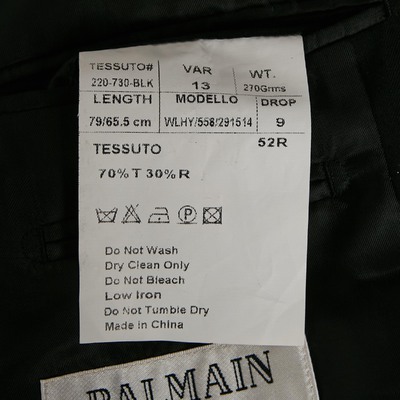 TESSUTO# VAR WT.
220-730-BLK 13 270Grms
LENGTH MODELLO DROP
79/65.5 cm WLHY/558/291514 9
TESSUTO 52R
70%T 30%R
P
Do Not Wash
Dry Clean Only
Do Not Bleach
Low Iron
Do Not Tumble Dry
Made in China
BALMAIN